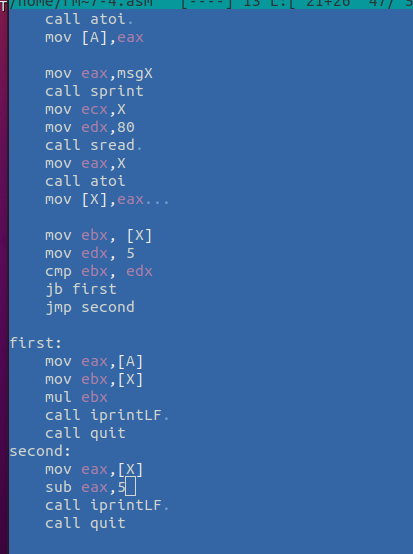 /home/rm~7-4.asm [----] 13 L:[ 21+26 47/ 5
call atoi.
mov [A],eax
mov eax,msgX
call sprint
mov ecx,X
mov edx,80
call sread.
mov eax,X
call atoi
mov [X],eax...
mov ebx, [X]
mov edx, 5
cmp ebx, edx
jb first
jmp second
first:
mov eax,[A]
mov ebx,[X]
mul ebx
call iprintLF.
call quit
second:
mov eax,[X]
sub eax,5
call iprintLF.
call quit